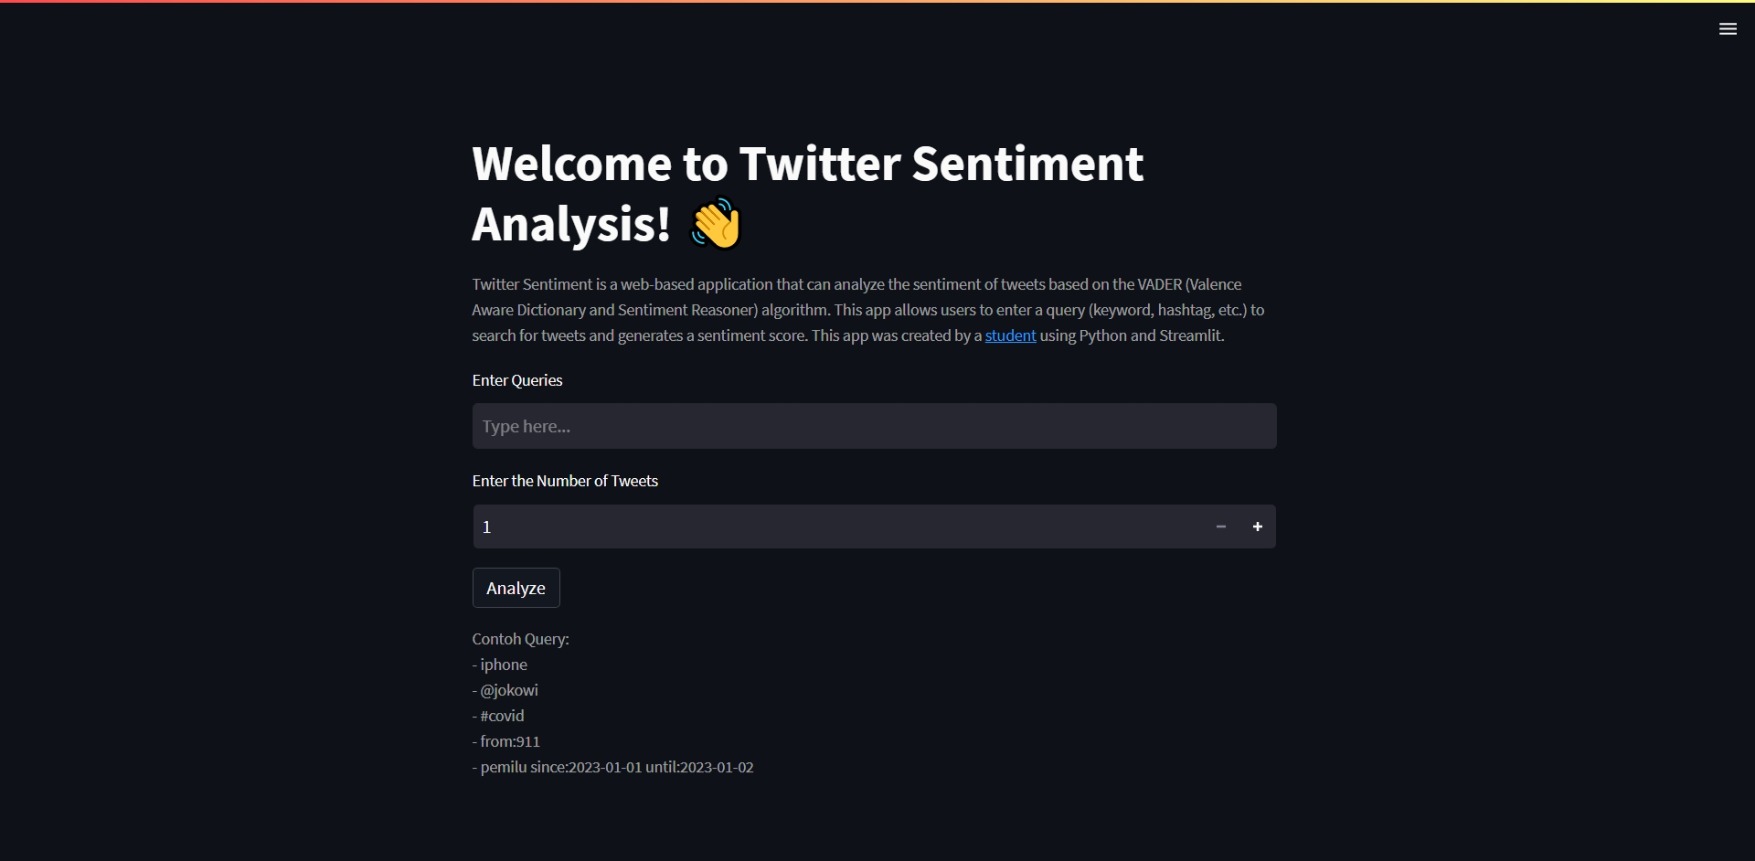 Welcome to Twitter Sentiment
Analysis! 👋
Twitter Sentiment is a web-based application that can analyze the sentiment of tweets based on the VADER (Valence
Aware Dictionary and Sentiment Reasoner) algorithm. This app allows users to enter a query (keyword, hashtag, etc.) to
search for tweets and generates a sentiment score. This app was created by a student using Python and Streamlit.
Enter Queries
Type here...
Enter the Number of Tweets
1
Analyze
Contoh Query:
- iphone
- @jokowi
- #covid
- from:911
- pemilu since:2023-01-01 until:2023-01-02